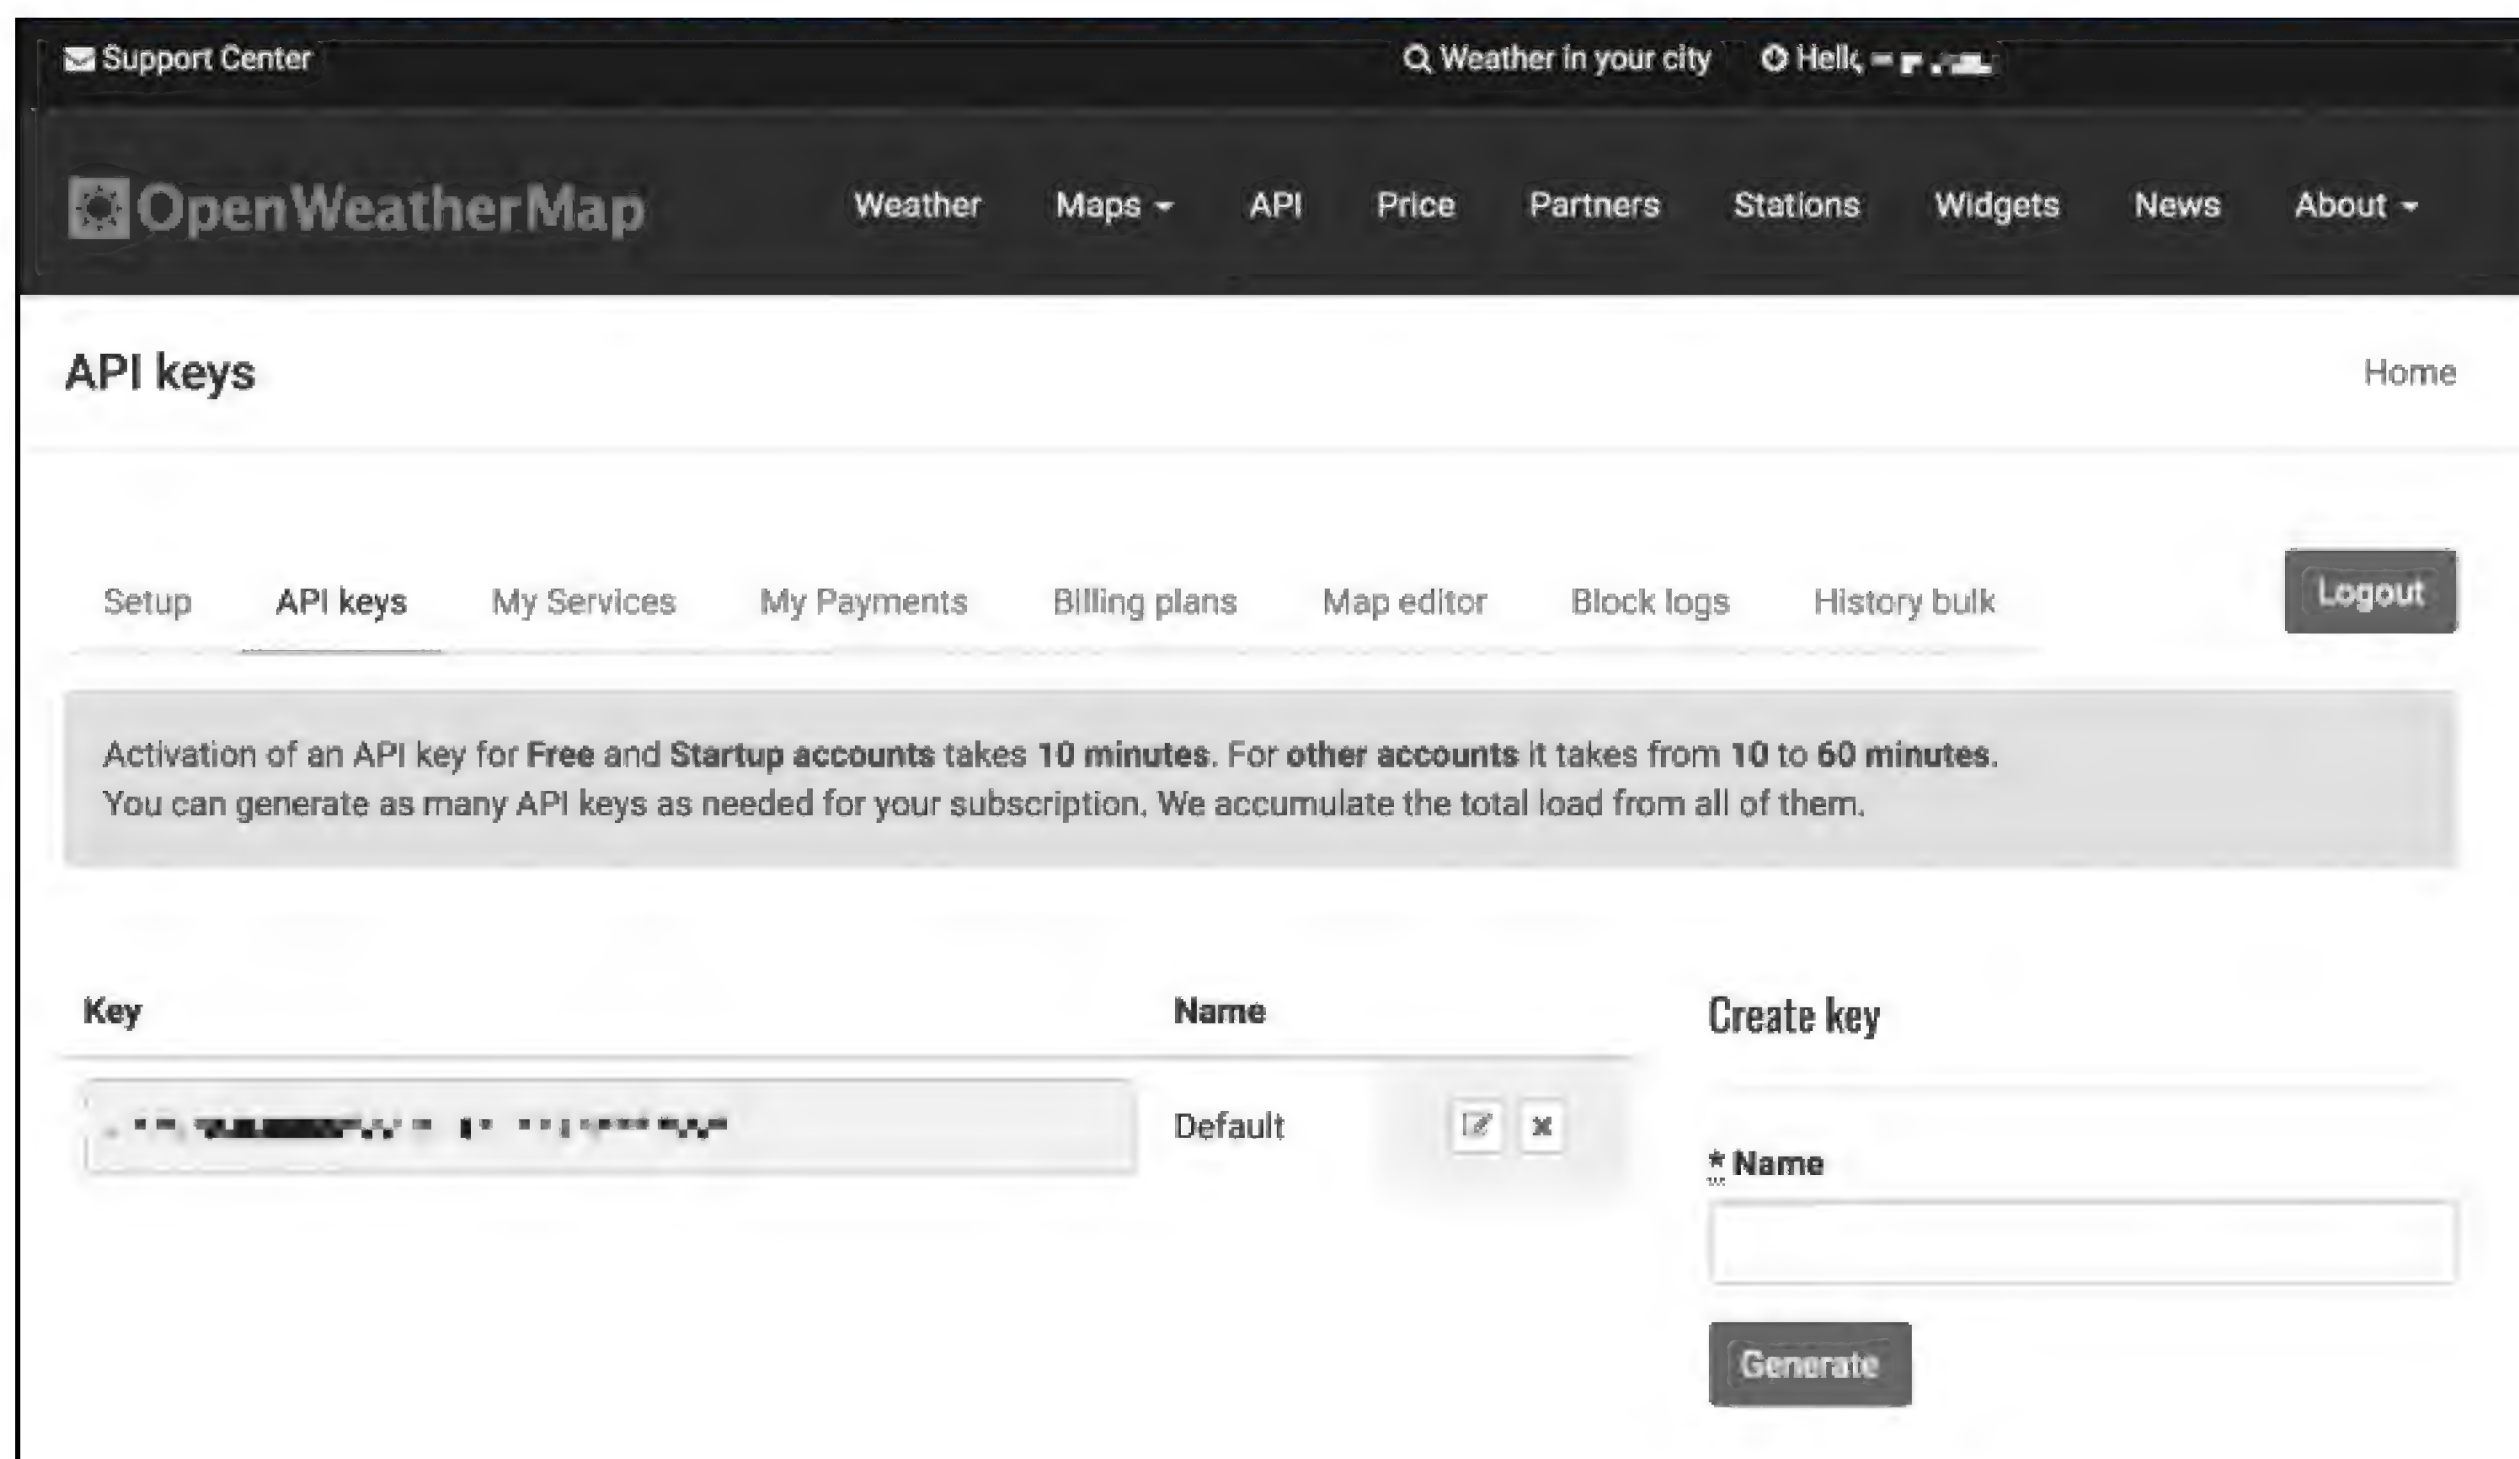 Support Center Weather in your city
OpenWeatherMap Weather Maps API Price Partners Stations Widgets News About
API keys Home
Setup API keys My Services My Payments Billing plans Map editor Block logs History bulk Logout
Activation of an API key for Free and Startup accounts takes 10 minutes. For other accounts it takes from 10 to 60 minutes.
You can generate as many API keys as needed for your subscription. We accumulate the total load from all of them.
Key Name Create key
Default
* Name
Generate